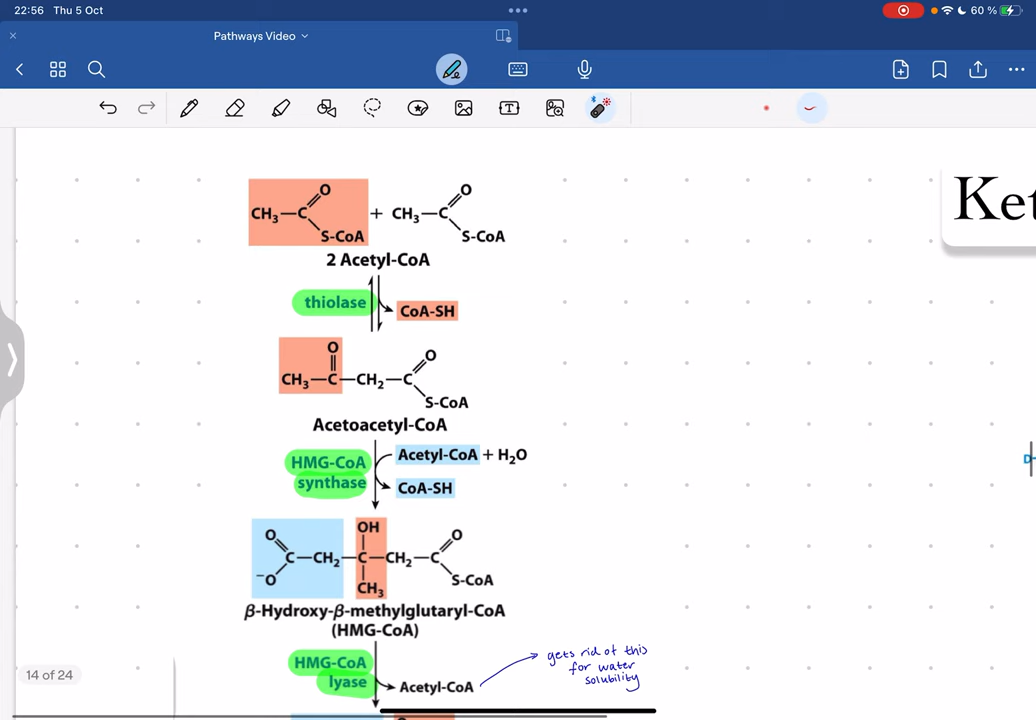 22:56 Thu 5 Oct
60 %
Pathways Video
Ket
O
CH3—C
S-CoA
+
O
CH3—C
S-CoA
2 Acetyl-CoA
thiolase
CoA-SH
O
CH3—C—CH2—C
O
S-CoA
Acetoacetyl-CoA
HMG-CoA
synthase
Acetyl-CoA + H2O
CoA-SH
O
C—CH2—C—CH2—C
−O
OH
CH3
O
S-CoA
β-Hydroxy-β-methylglutaryl-CoA
(HMG-CoA)
HMG-CoA
lyase
Acetyl-CoA
gets rid of this
for water
solubility
14 of 24